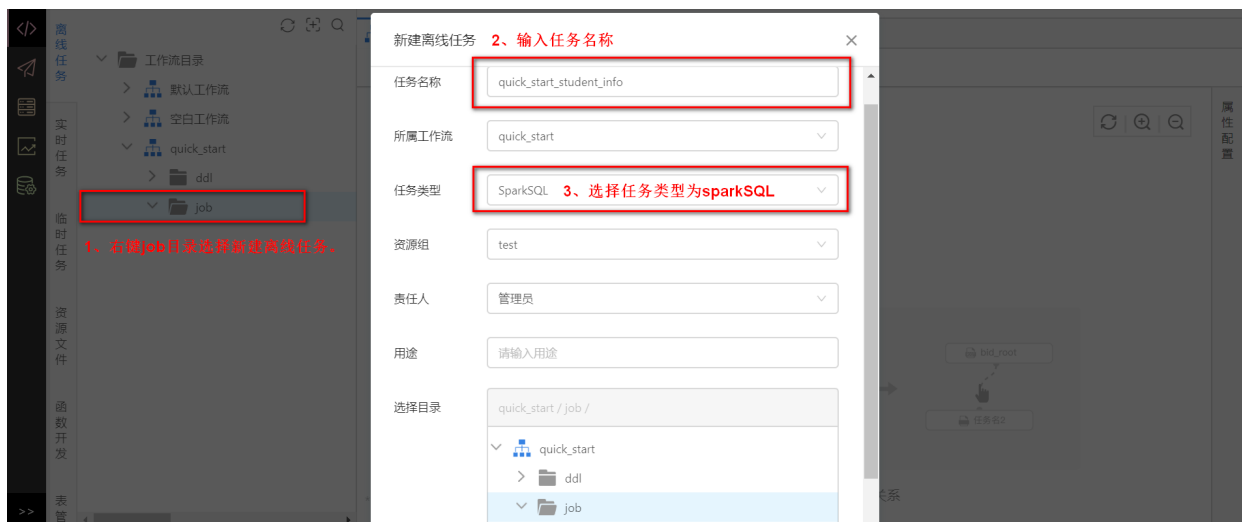 离线任务
实时任务
临时任务
资源文件
函数开发
表管
>>
工作流目录
默认工作流
空白工作流
quick_start
ddl
job
1、右键job目录选择新建离线任务。
新建离线任务 2、输入任务名称
任务名称 quick_start_student_info
所属工作流 quick_start
任务类型 SparkSQL 3、选择任务类型为sparkSQL
资源组 test
责任人 管理员
用途 请输入用途
选择目录 quick_start / job /
quick_start
ddl
job
属性配置
bid_root
任务名2
关系